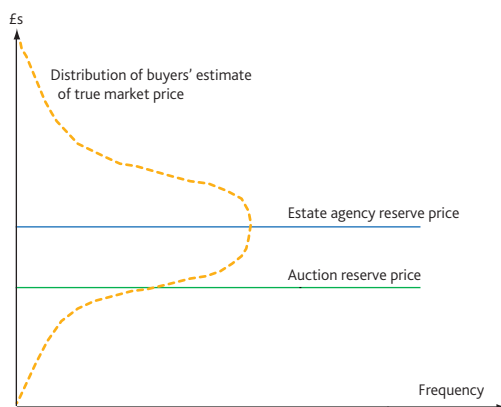 £s
Distribution of buyers’ estimate
of true market price
Estate agency reserve price
Auction reserve price
Frequency